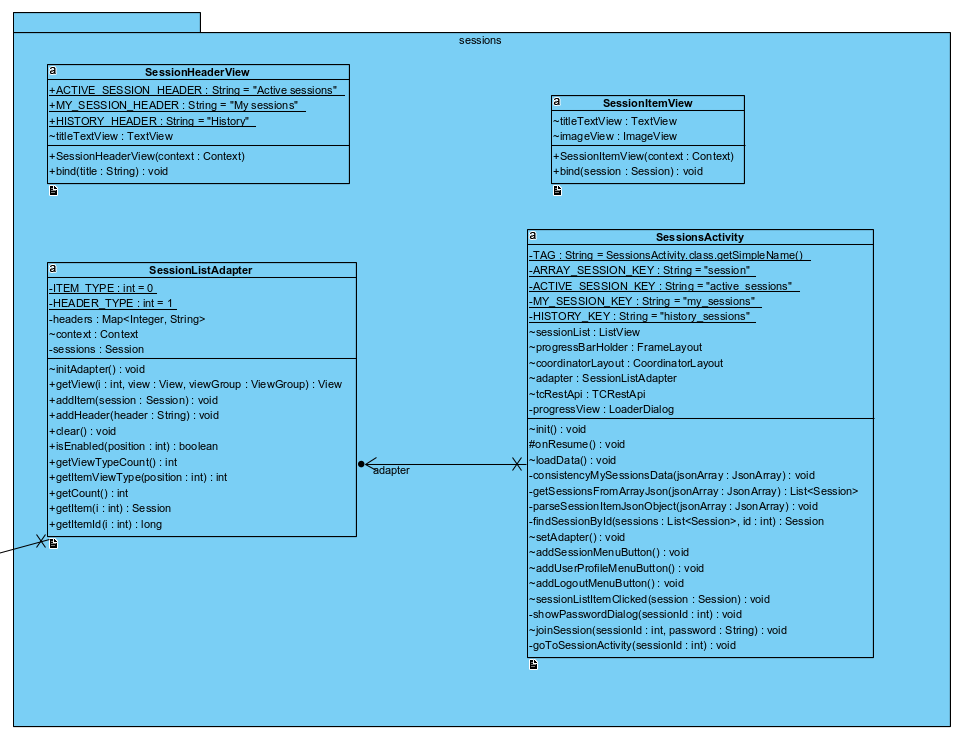 sessions
a
SessionHeaderView
+ACTIVE_SESSION_HEADER : String = "Active sessions"
+MY_SESSION_HEADER : String = "My sessions"
+HISTORY_HEADER : String = "History"
~titleTextView : TextView
+SessionHeaderView(context : Context)
+bind(title : String) : void
a
SessionItemView
~titleTextView : TextView
~imageView : ImageView
+SessionItemView(context : Context)
+bind(session : Session) : void
a
SessionListAdapter
-ITEM_TYPE : int = 0
-HEADER_TYPE : int = 1
-headers : Map<Integer, String>
~context : Context
-sessions : Session
~initAdapter() : void
+getView(i : int, view : View, viewGroup : ViewGroup) : View
+addItem(session : Session) : void
+addHeader(header : String) : void
+clear() : void
+isEnabled(position : int) : boolean
+getViewTypeCount() : int
+getItemViewType(position : int) : int
+getCount() : int
+getItem(i : int) : Session
+getItemId(i : int) : long
adapter
a
SessionsActivity
-TAG : String = SessionsActivity.class.getSimpleName()
-ARRAY_SESSION_KEY : String = "session"
-ACTIVE_SESSION_KEY : String = "active_sessions"
-MY_SESSION_KEY : String = "my_sessions"
-HISTORY_KEY : String = "history_sessions"
~sessionList : ListView
~progressBarHolder : FrameLayout
~coordinatorLayout : CoordinatorLayout
~adapter : SessionListAdapter
~tcRestApi : TCRestApi
-progressView : LoaderDialog
~init() : void
#onResume() : void
~loadData() : void
-consistencyMySessionsData(jsonArray : JsonArray) : void
-getSessionsFromArrayJson(jsonArray : JsonArray) : List<Session>
-parseSessionItemJsonObject(jsonArray : JsonArray) : void
-findSessionById(sessions : List<Session>, id : int) : Session
~setAdapter() : void
~addSessionMenuButton() : void
~addUserProfileMenuButton() : void
~addLogoutMenuButton() : void
~sessionListItemClicked(session : Session) : void
-showPasswordDialog(sessionId : int) : void
~joinSession(sessionId : int, password : String) : void
-goToSessionActivity(sessionId : int) : void